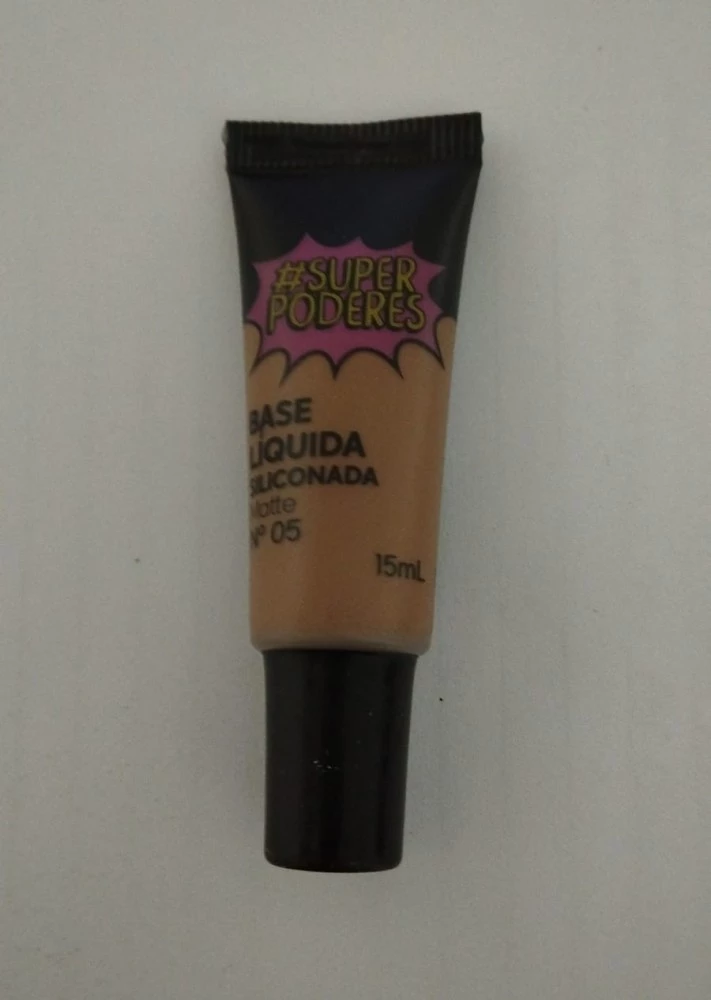 #SUPER
PODERES
BASE
LÍQUIDA
SILICONADA
Matte
Nº 05
15mL